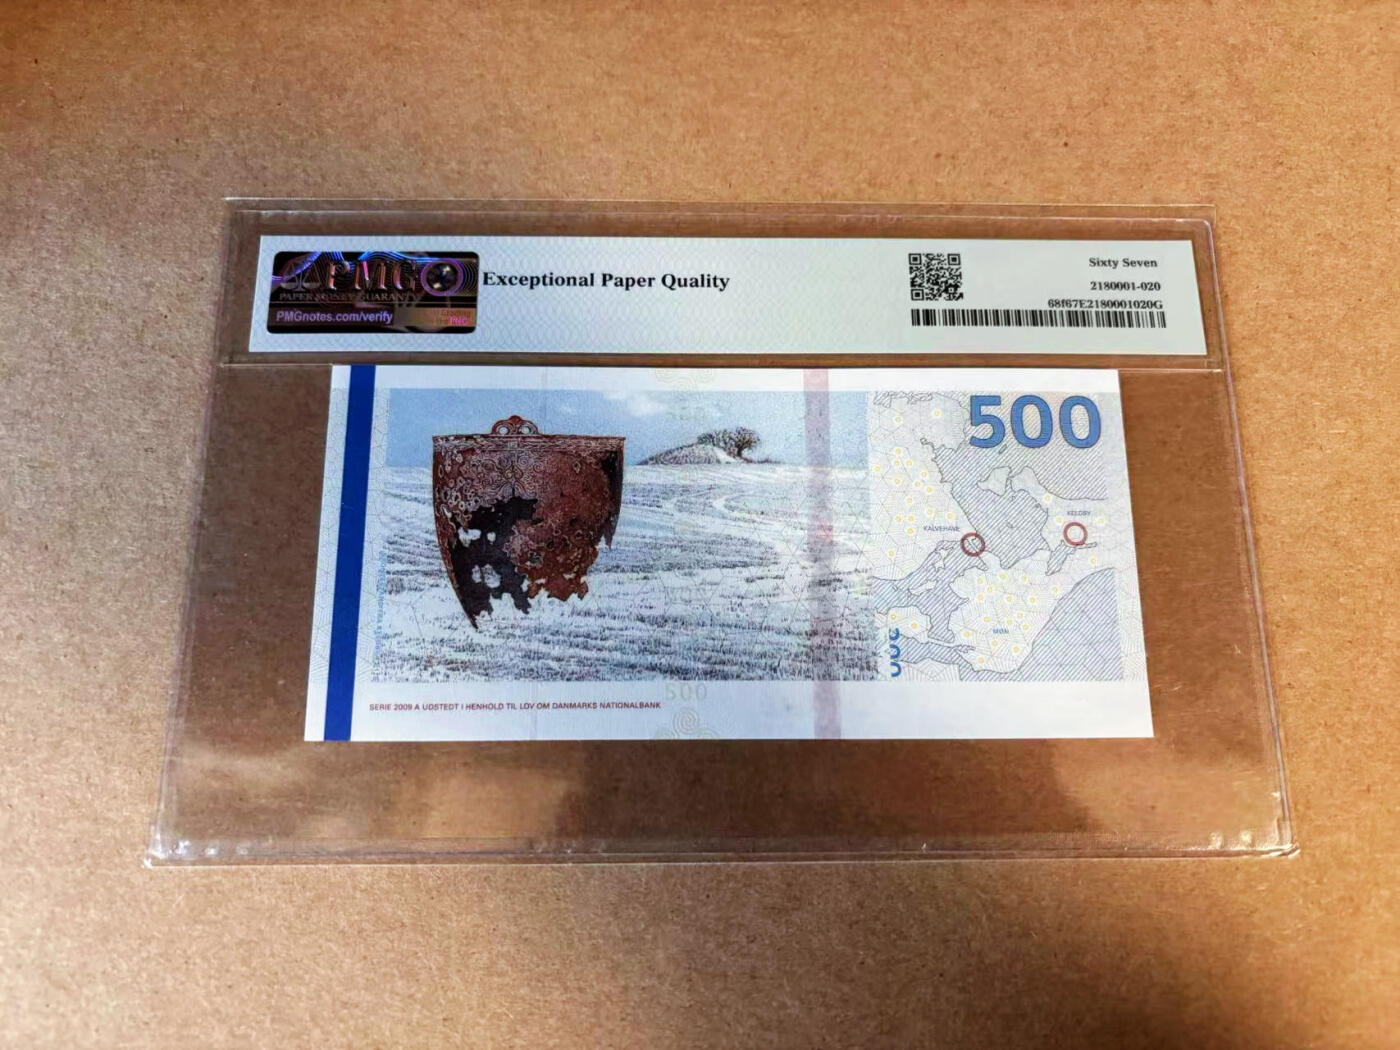 PMG
PAPER MONEY GUARANTY
PMGnotes.com/verify
Exceptional Paper Quality
Sixty Seven
2180001-020
68f67E2180001020G
500
KALVEHAVE
KELDBY
MØN
500
500
SERIE 2009 A UDSTEDT I HENHOLD TIL LOV OM DANMARKS NATIONALBANK